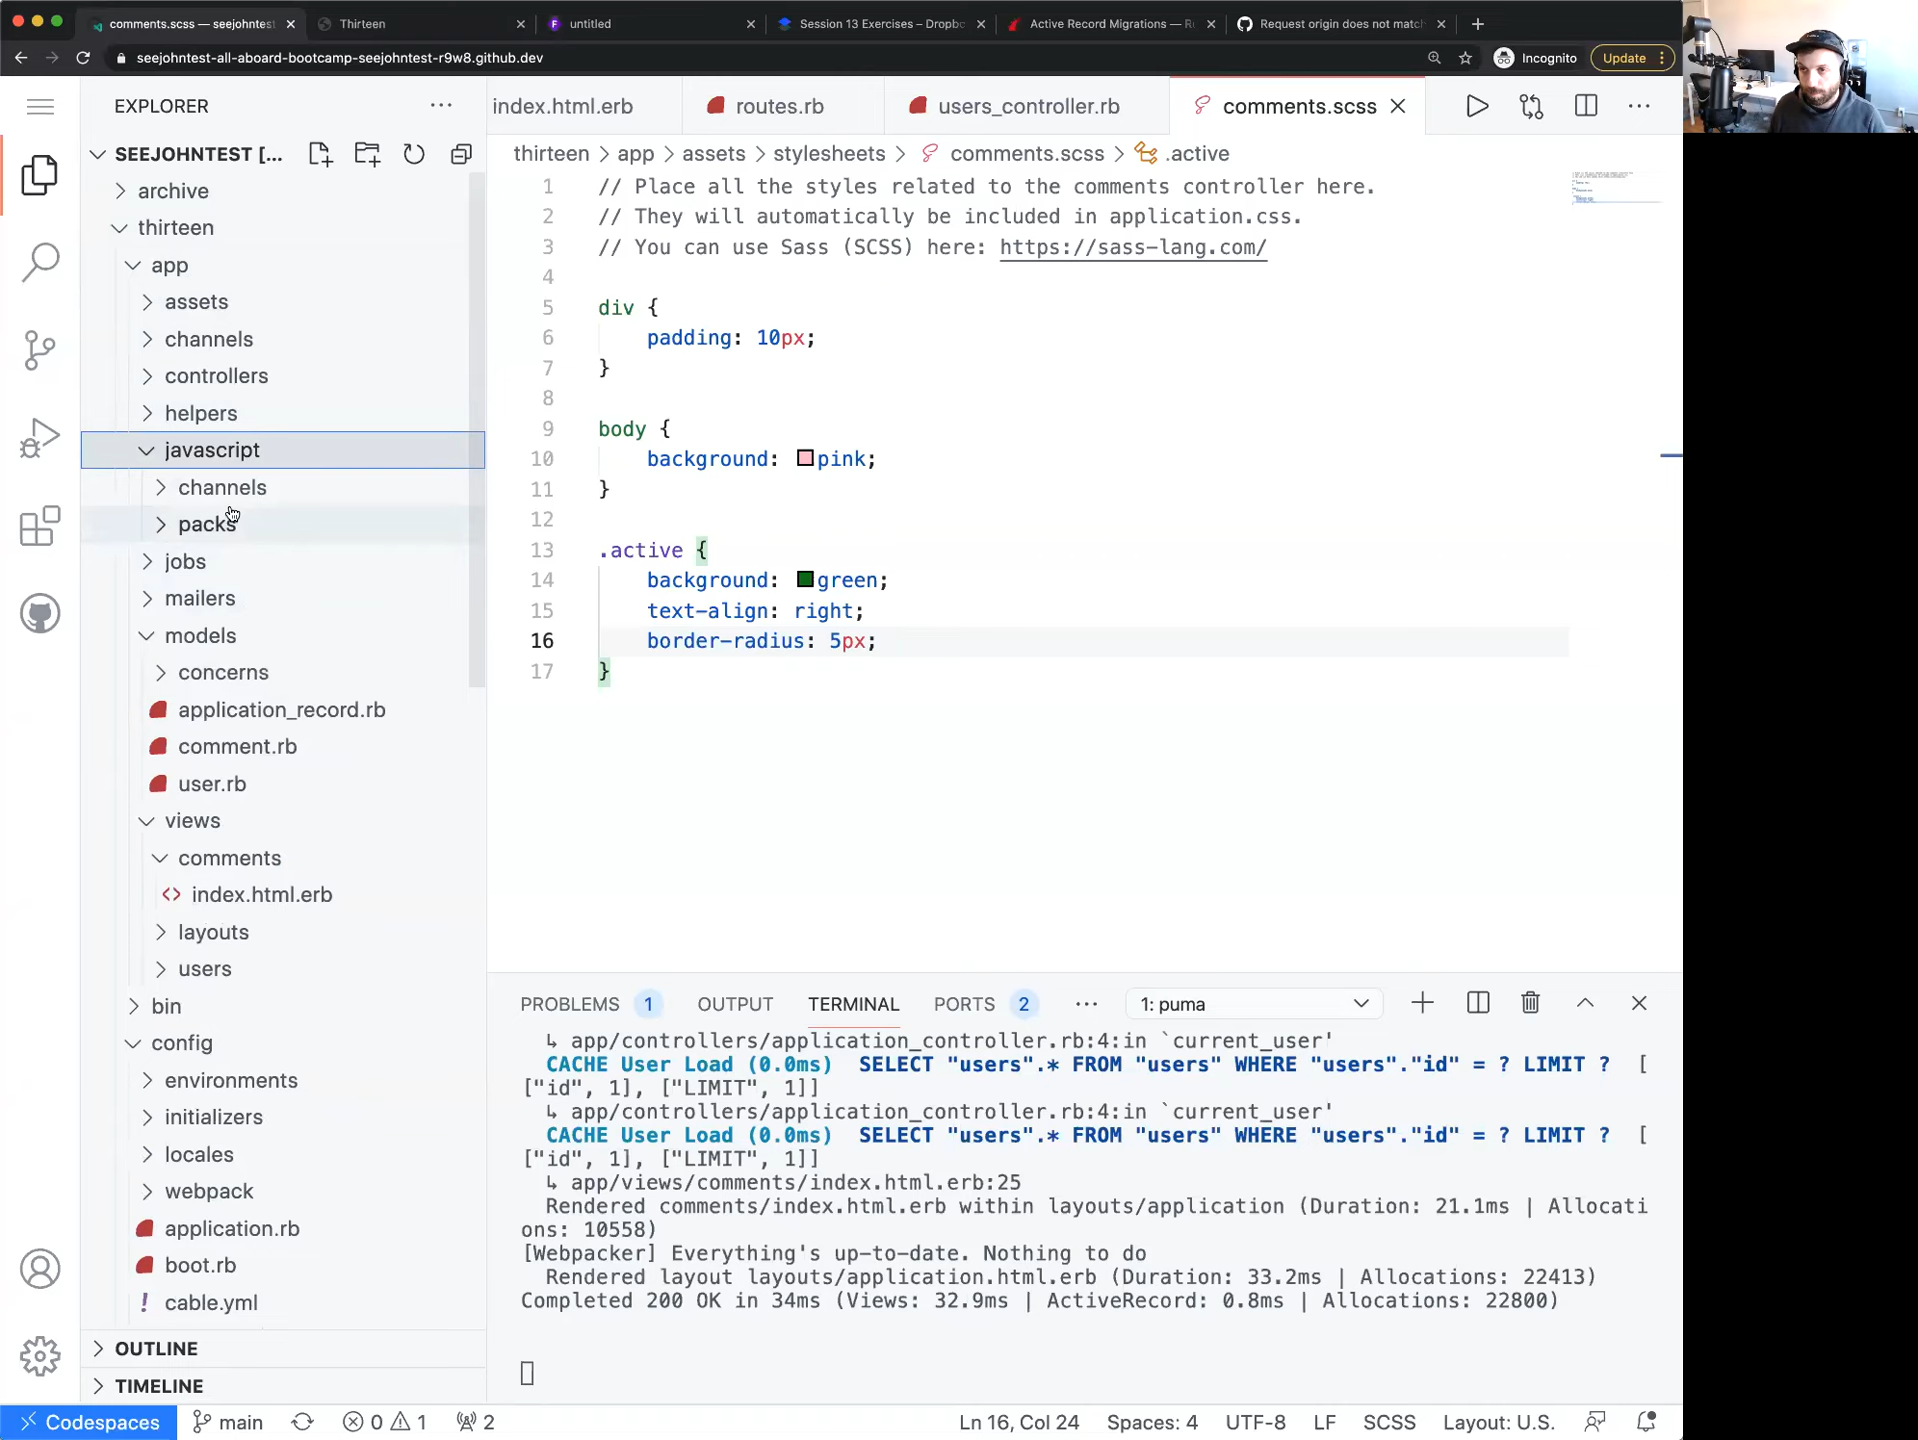 comments.scss — seejohntest
Thirteen
untitled
Session 13 Exercises – Dropbo
Active Record Migrations — Ru
Request origin does not match
seejohntest-all-aboard-bootcamp-seejohntest-r9w8.github.dev
Incognito
Update
EXPLORER
index.html.erb
routes.rb
users_controller.rb
comments.scss
SEEJOHNTEST [...
thirteen > app > assets > stylesheets > comments.scss > .active
archive
thirteen
app
assets
channels
controllers
helpers
javascript
channels
packs
jobs
mailers
models
concerns
application_record.rb
comment.rb
user.rb
views
comments
index.html.erb
layouts
users
bin
config
environments
initializers
locales
webpack
application.rb
boot.rb
! cable.yml
OUTLINE
TIMELINE
1 // Place all the styles related to the comments controller here.
2 // They will automatically be included in application.css.
3 // You can use Sass (SCSS) here: https://sass-lang.com/
4
5 div {
6 padding: 10px;
7 }
8
9 body {
10 background: pink;
11 }
12
13 .active {
14 background: green;
15 text-align: right;
16 border-radius: 5px;
17 }
PROBLEMS 1 OUTPUT TERMINAL PORTS 2 ... 1: puma
↳ app/controllers/application_controller.rb:4:in `current_user'
CACHE User Load (0.0ms) SELECT "users".* FROM "users" WHERE "users"."id" = ? LIMIT ? [
["id", 1], ["LIMIT", 1]]
↳ app/controllers/application_controller.rb:4:in `current_user'
CACHE User Load (0.0ms) SELECT "users".* FROM "users" WHERE "users"."id" = ? LIMIT ? [
["id", 1], ["LIMIT", 1]]
↳ app/views/comments/index.html.erb:25
Rendered comments/index.html.erb within layouts/application (Duration: 21.1ms | Allocati
ons: 10558)
[Webpacker] Everything's up-to-date. Nothing to do
Rendered layout layouts/application.html.erb (Duration: 33.2ms | Allocations: 22413)
Completed 200 OK in 34ms (Views: 32.9ms | ActiveRecord: 0.8ms | Allocations: 22800)
Codespaces main 0 1 2 Ln 16, Col 24 Spaces: 4 UTF-8 LF SCSS Layout: U.S.